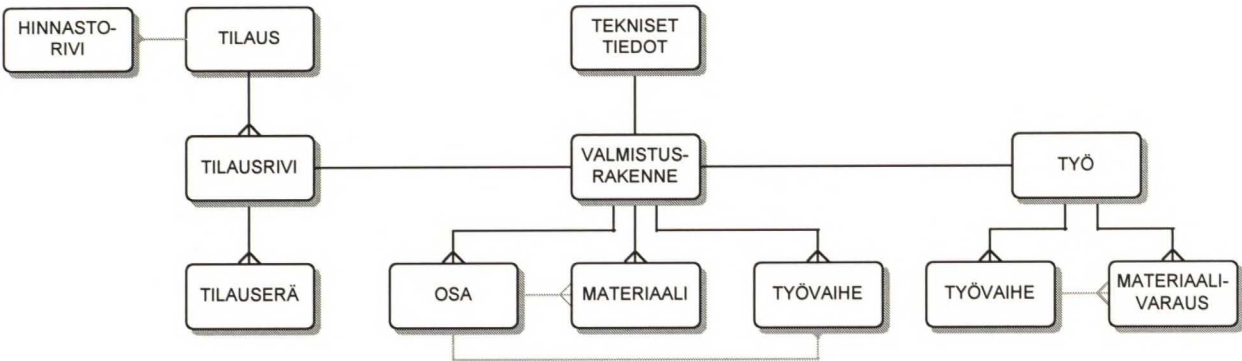 HINNASTO-
RIVI
TILAUS
TEKNISET
TIEDOT
TILAUSRIVI
VALMISTUS-
RAKENNE
TYÖ
TILAUSERÄ
OSA
MATERIAALI
TYÖVAIHE
TYÖVAIHE
MATERIAALI-
VARAUS